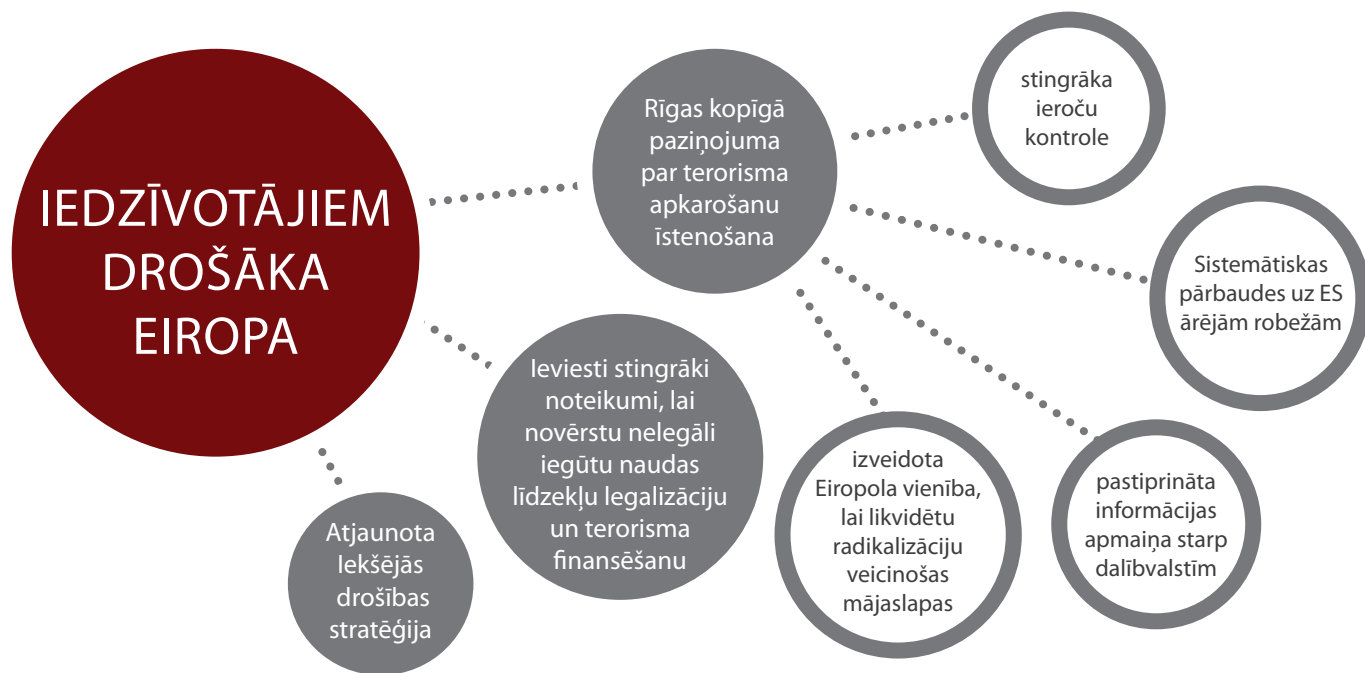 IEDZĪVOTĀJIEM
DROŠĀKA
EIROPA
Rīgas kopīgā
paziņojuma
par terorisma
apkarošanu
īstenošana
stingrāka
ieroču
kontrole
Sistemātiskas
pārbaudes uz ES
ārējām robežām
pastiprināta
informācijas
apmaiņa starp
dalībvalstīm
izveidota
Eiropola vienība,
lai likvidētu
radikalizāciju
veicinošas
mājaslapas
Ieviesti stingrāki
noteikumi, lai
novērstu nelegāli
iegūtu naudas
līdzekļu legalizāciju
un terorisma
finansēšanu
Atjaunota
Iekšējās
drošības
stratēģija